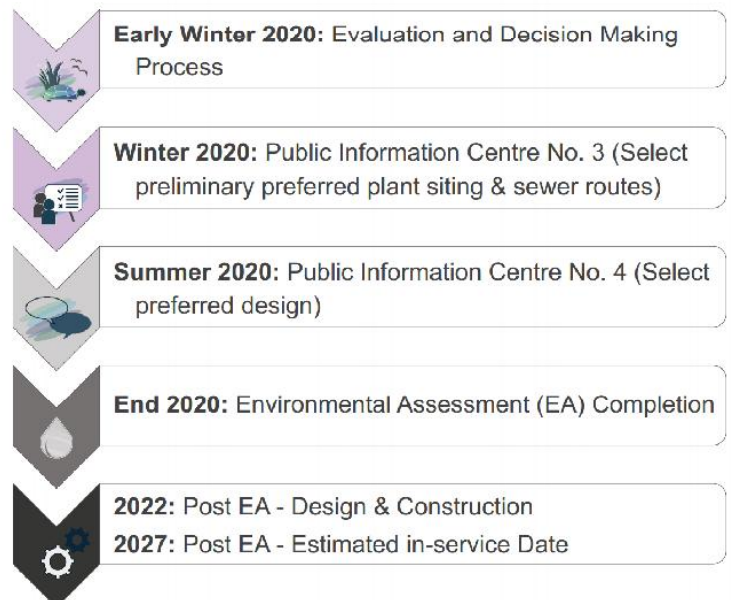 Early Winter 2020: Evaluation and Decision Making
Process
Winter 2020: Public Information Centre No. 3 (Select
preliminary preferred plant siting & sewer routes)
Summer 2020: Public Information Centre No. 4 (Select
preferred design)
End 2020: Environmental Assessment (EA) Completion
2022: Post EA - Design & Construction
2027: Post EA - Estimated in-service Date